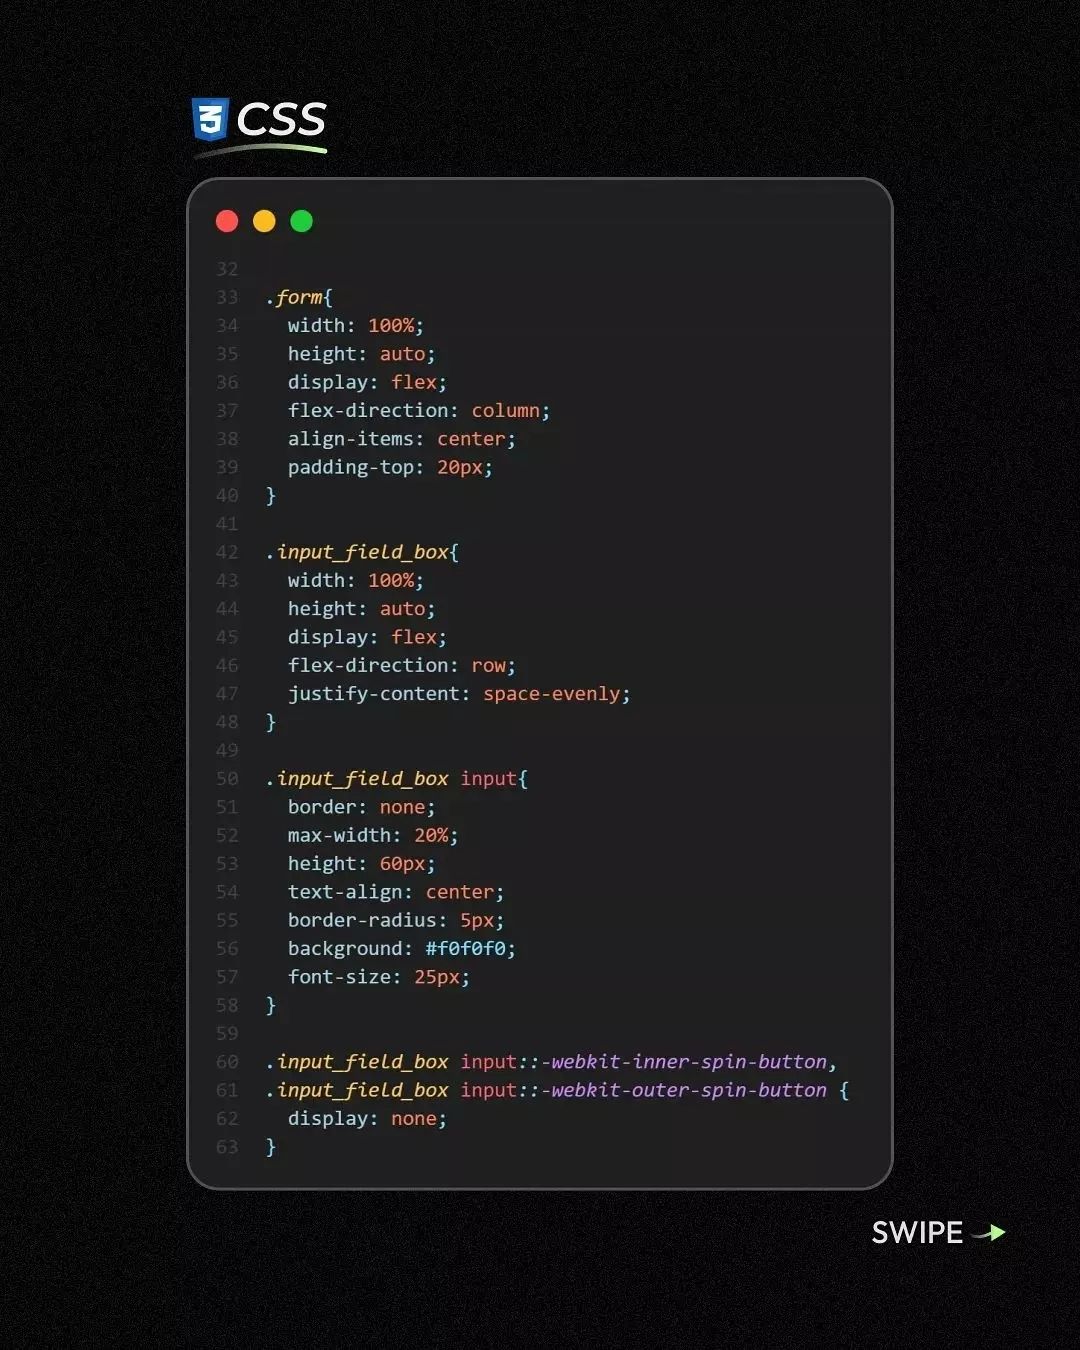 3 CSS
32
33 .form{
34 width: 100%;
35 height: auto;
36 display: flex;
37 flex-direction: column;
38 align-items: center;
39 padding-top: 20px;
40 }
41
42 .input_field_box{
43 width: 100%;
44 height: auto;
45 display: flex;
46 flex-direction: row;
47 justify-content: space-evenly;
48 }
49
50 .input_field_box input{
51 border: none;
52 max-width: 20%;
53 height: 60px;
54 text-align: center;
55 border-radius: 5px;
56 background: #f0f0f0;
57 font-size: 25px;
58 }
59
60 .input_field_box input::-webkit-inner-spin-button,
61 .input_field_box input::-webkit-outer-spin-button {
62 display: none;
63 }
SWIPE